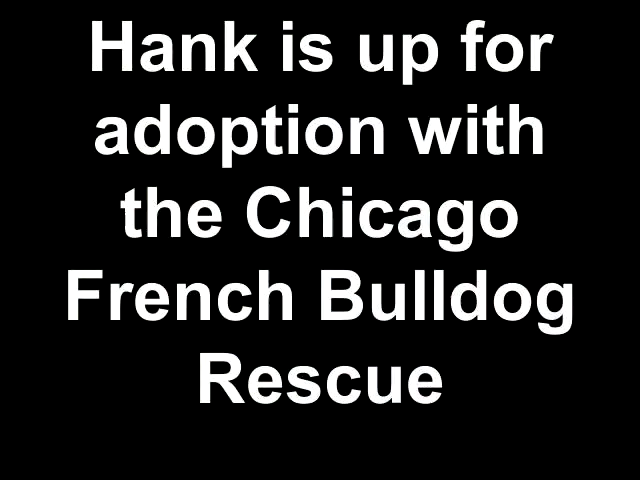 Hank is up for
adoption with
the Chicago
French Bulldog
Rescue